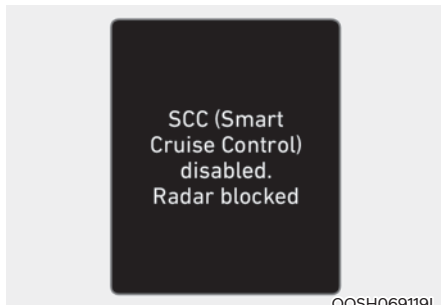 SCC (Smart
Cruise Control)
disabled.
Radar blocked
OOSH069119L